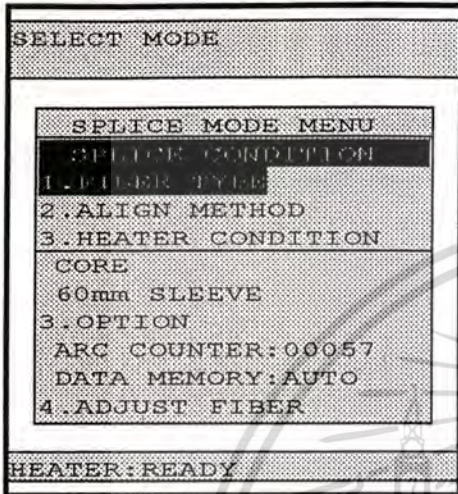 SELECT MODE
SPLICE MODE MENU
SPLICE CONDITION
1.FIBER TYPE
2.ALIGN METHOD
3.HEATER CONDITION
CORE
60mm SLEEVE
3.OPTION
ARC COUNTER:00057
DATA MEMORY:AUTO
4.ADJUST FIBER
HEATER:READY